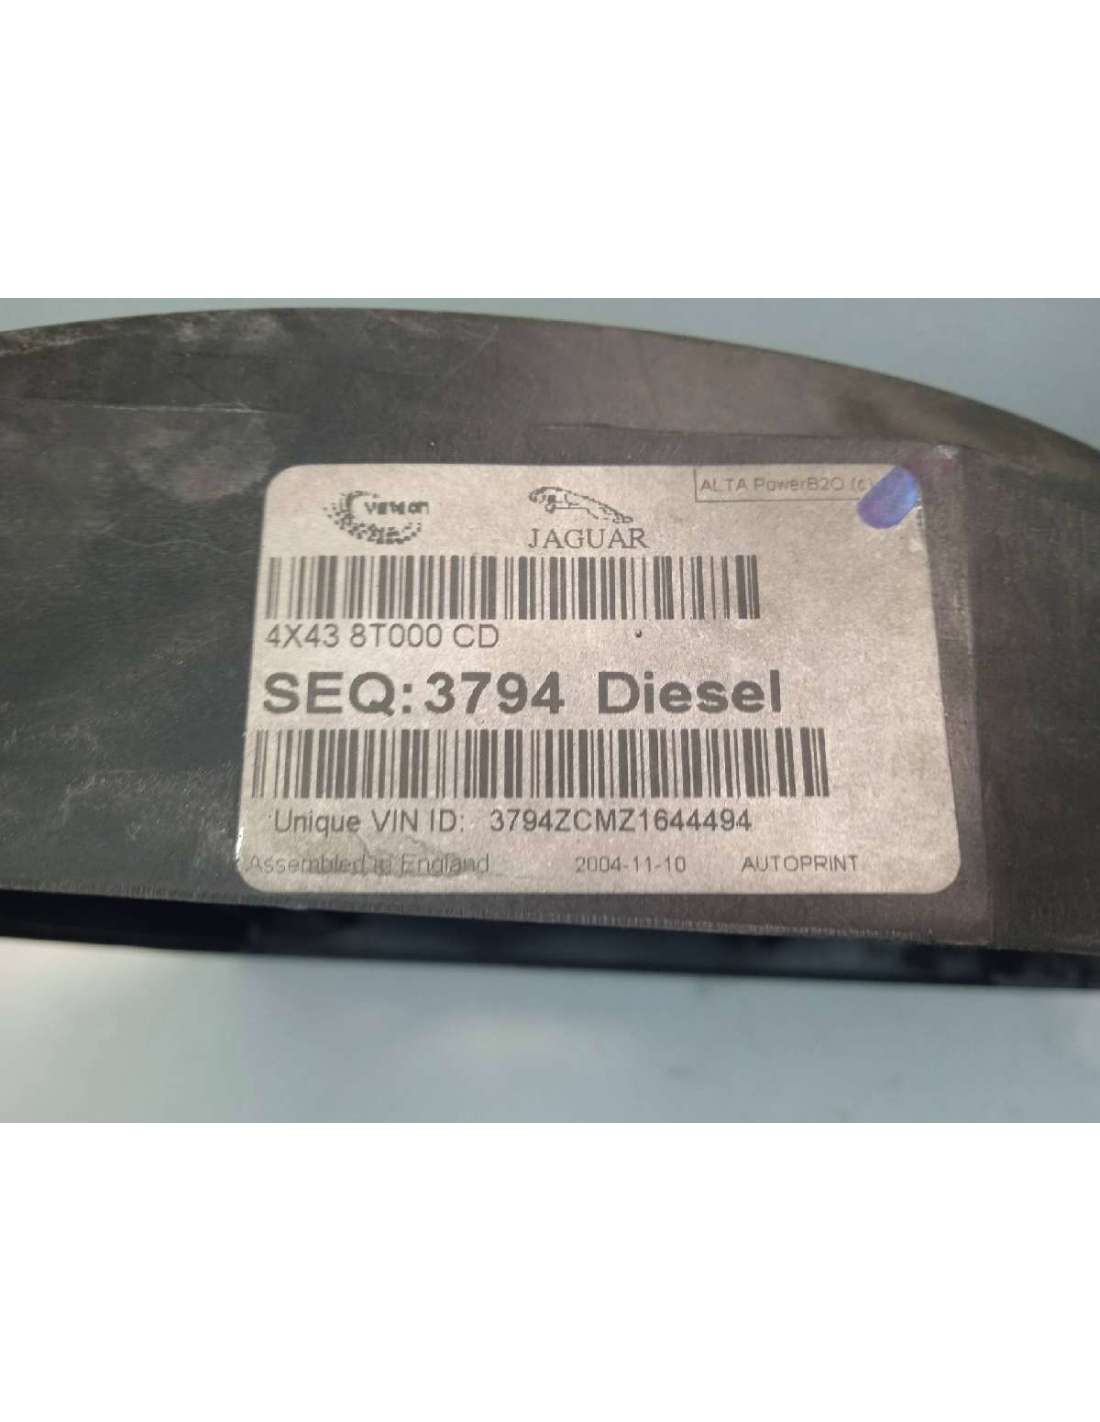 Visteon
JAGUAR
ALTA PowerB2O (c)
4X43 8T000 CD
SEQ: 3794 Diesel
Unique VIN ID: 3794ZCMZ1644494
Assembled in England 2004-11-10 AUTOPRINT